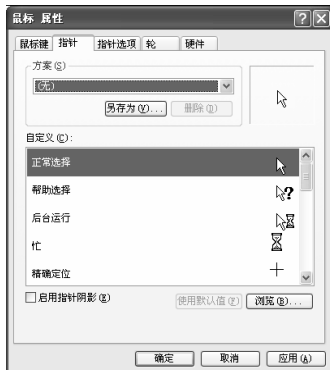 鼠标 属性
鼠标键 指针 指针选项 轮 硬件
方案(S)
(无)
另存为(V)... 删除(D)
自定义(C):
正常选择
帮助选择
后台运行
忙
精确定位
启用指针阴影(E) 使用默认值(F) 浏览(B)...
确定 取消 应用(A)